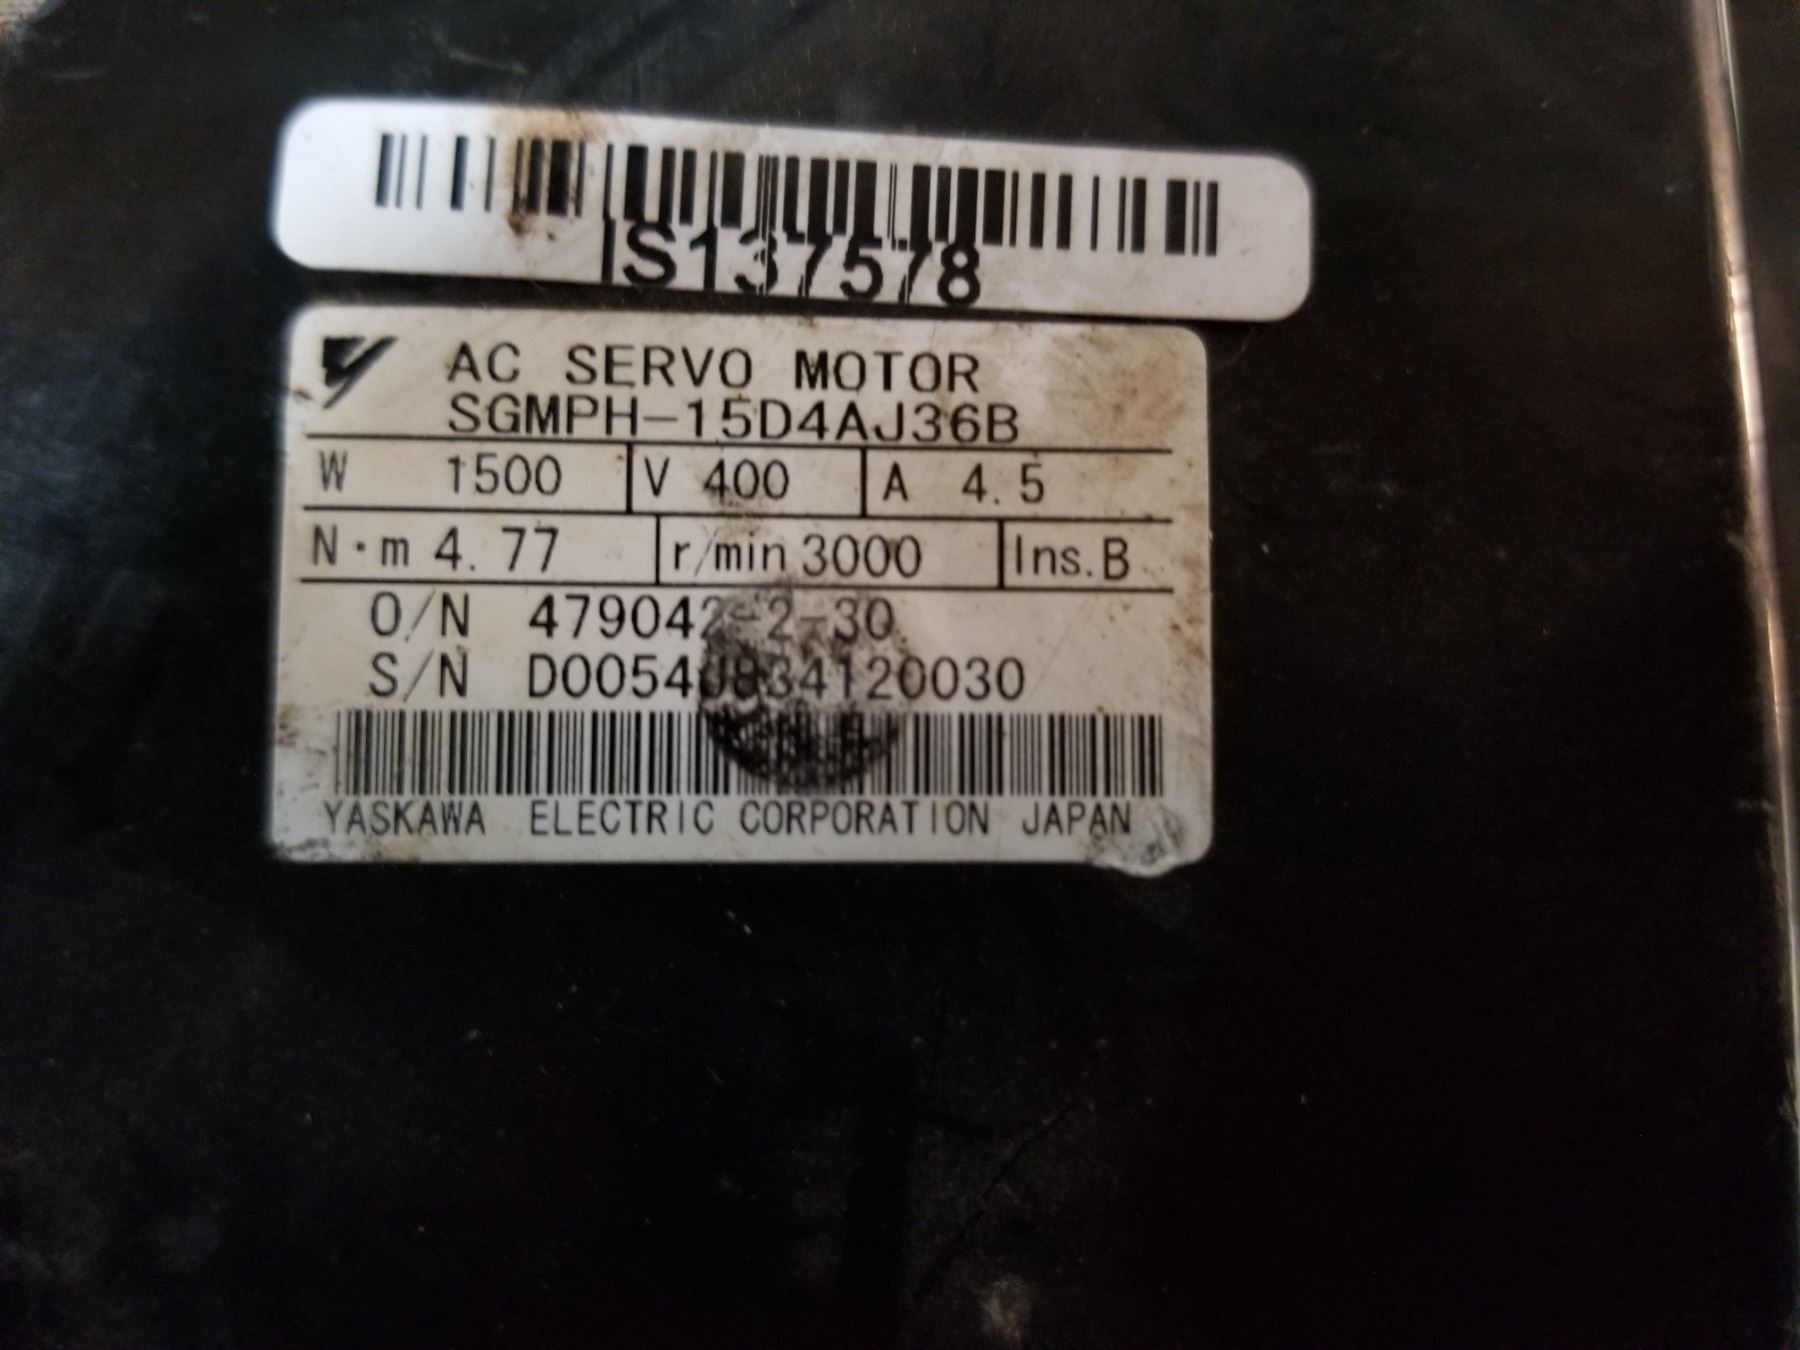 IS137578
AC SERVO MOTOR
SGMPH-15D4AJ36B
W 1500 V 400 A 4.5
N·m 4.77 r/min 3000 Ins.B
O/N 479042-2-30
S/N
YASKAWA ELECTRIC CORPORATION JAPAN